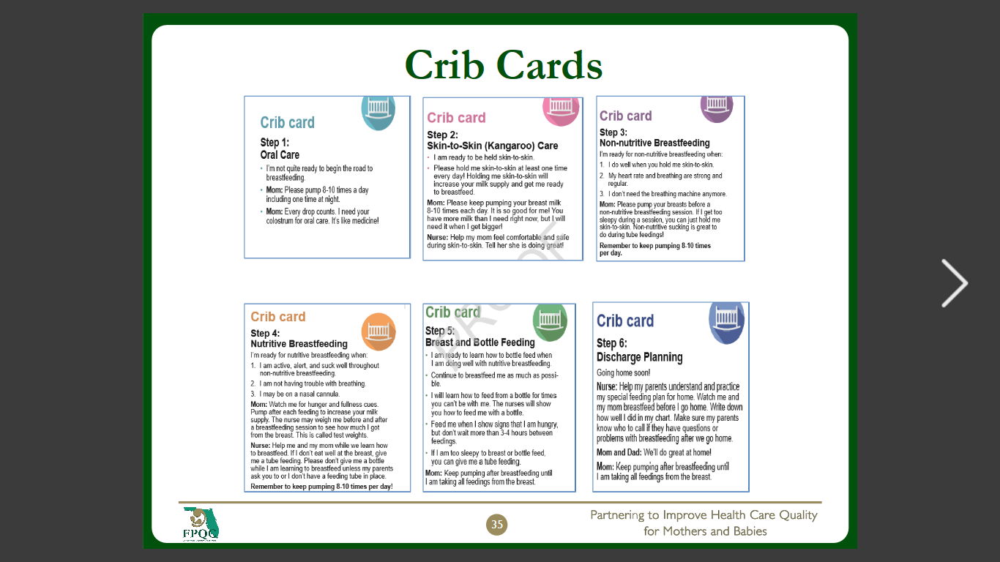 Crib Cards
Crib card
Step 1:
Oral Care
• I'm not quite ready to begin the road to
breastfeeding.
• Mom: Please pump 8-10 times a day
including one time at night.
• Mom: Every drop counts. I need your
colostrum for oral care. It's like medicine!
Crib card
Step 2:
Skin-to-Skin (Kangaroo) Care
• I am ready to be held skin-to-skin.
• Please hold me skin-to-skin at least one time
every day! Holding me skin-to-skin will
increase your milk supply and get me ready
to breastfeed.
Mom: Please keep pumping your breast milk
8-10 times each day. It is so good for me! You
have more milk than I need right now, but I will
need it when I get bigger!
Nurse: Help my mom feel comfortable and safe
during skin-to-skin. Tell her she is doing great!
Crib card
Step 3:
Non-nutritive Breastfeeding
I'm ready for non-nutritive breastfeeding when:
1. I do well when you hold me skin-to-skin.
2. My heart rate and breathing are strong and
regular.
3. I don't need the breathing machine anymore.
Mom: Please pump your breasts before a
non-nutritive breastfeeding session. If I get too
sleepy during a session, you can just hold me
skin-to-skin. Non-nutritive sucking is great to
do during tube feedings!
Remember to keep pumping 8-10 times
per day.
Crib card
Step 4:
Nutritive Breastfeeding
I'm ready for nutritive breastfeeding when:
1. I am active, alert, and suck well throughout
non-nutritive breastfeeding.
2. I am not having trouble with breathing.
3. I may be on a nasal cannula.
Mom: Watch me for hunger and fullness cues.
Pump after each feeding to increase your milk
supply. The nurse may weigh me before and after
a breastfeeding session to see how much I got
from the breast. This is called test weights.
Nurse: Help me and my mom while we learn how
to breastfeed. If I don't eat well at the breast, give
me a tube feeding. Please don't give me a bottle
while I am learning to breastfeed unless my parents
ask you to or I don't have a feeding tube in place.
Remember to keep pumping 8-10 times per day!
Crib card
Step 5:
Breast and Bottle Feeding
• I am ready to learn how to bottle feed when
I am doing well with nutritive breastfeeding.
• Continue to breastfeed me as much as possi-
ble.
• I will learn how to feed from a bottle for times
you can't be with me. The nurses will show
you how to feed me with a bottle.
• Feed me when I show signs that I am hungry,
but don't wait more than 3-4 hours between
feedings.
• If I am too sleepy to breast or bottle feed,
you can give me a tube feeding.
Mom: Keep pumping after breastfeeding until
I am taking all feedings from the breast.
Crib card
Step 6:
Discharge Planning
Going home soon!
Nurse: Help my parents understand and practice
my special feeding plan for home. Watch me and
my mom breastfeed before I go home. Write down
how well I did in my chart. Make sure my parents
know who to call if they have questions or
problems with breastfeeding after we go home.
Mom and Dad: We'll do great at home!
Mom: Keep pumping after breastfeeding until
I am taking all feedings from the breast.
PROOF
FPQC
35
Partnering to Improve Health Care Quality
for Mothers and Babies